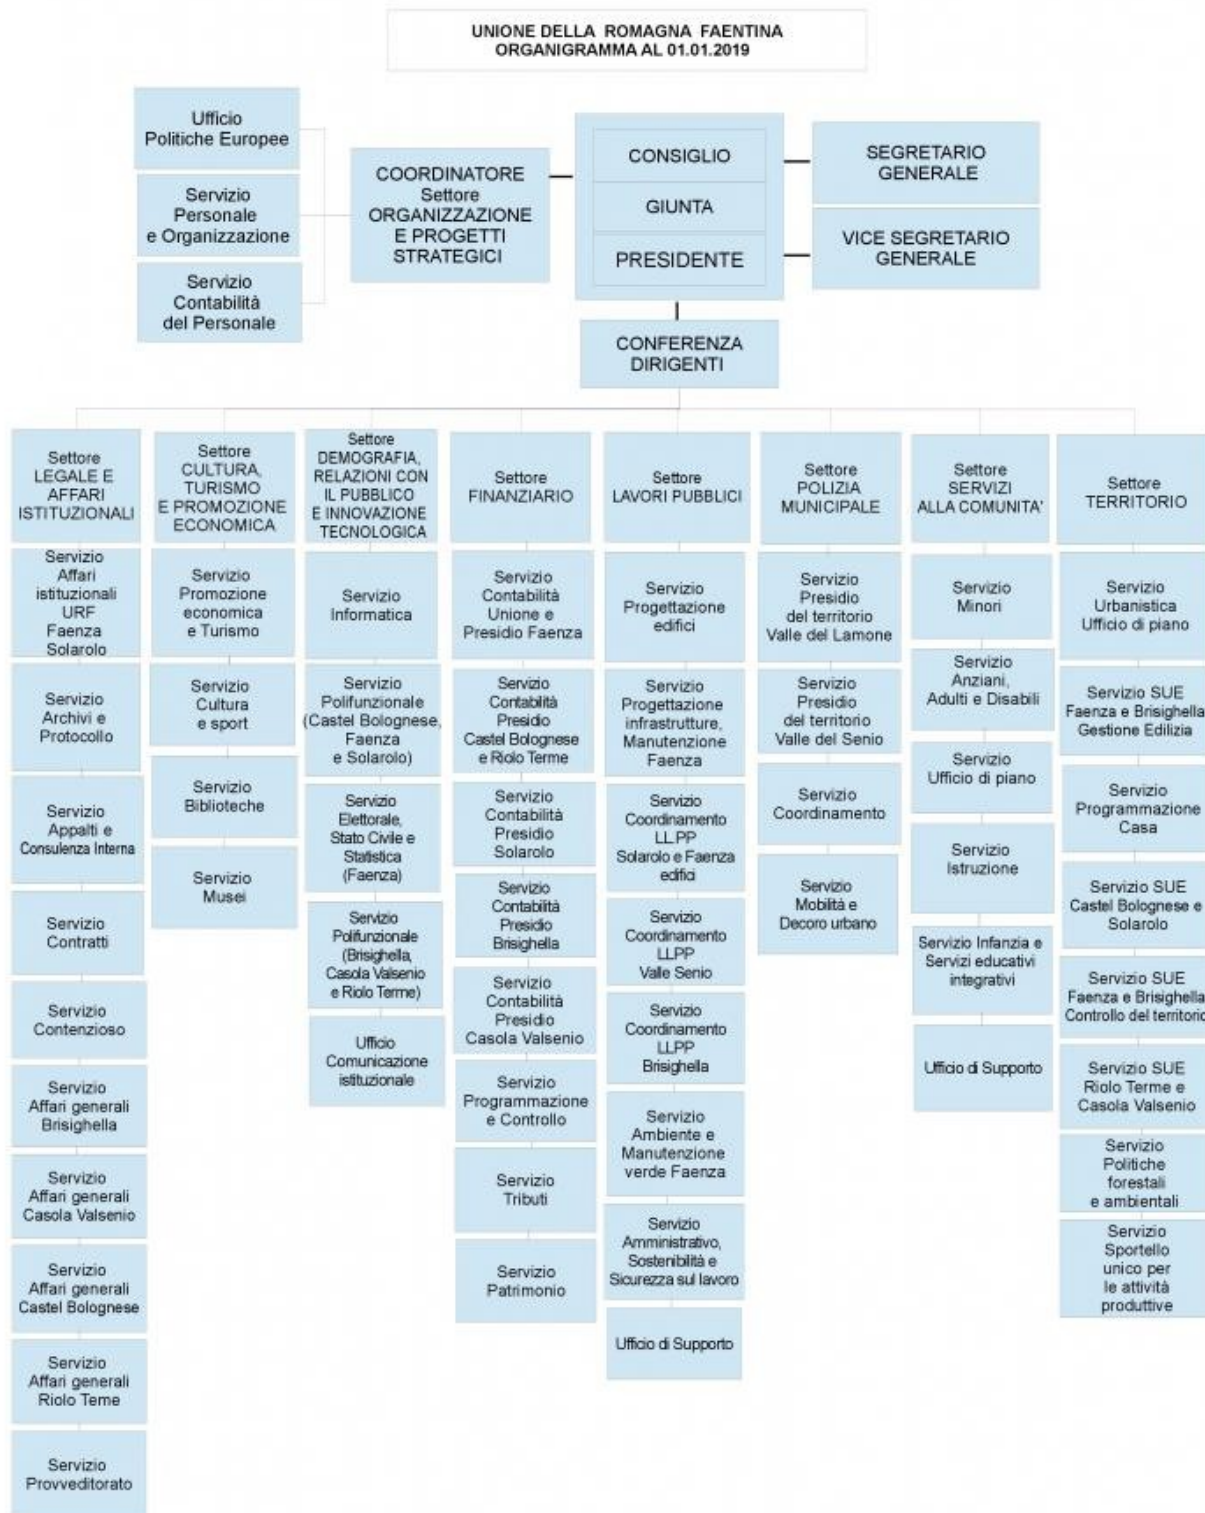 UNIONE DELLA ROMAGNA FAENTINA
ORGANIGRAMMA AL 01.01.2019
Ufficio
Politiche Europee
Servizio
Personale
e Organizzazione
Servizio
Contabilità
del Personale
COORDINATORE
Settore
ORGANIZZAZIONE
E PROGETTI
STRATEGICI
CONSIGLIO
GIUNTA
PRESIDENTE
SEGRETARIO
GENERALE
VICE SEGRETARIO
GENERALE
CONFERENZA
DIRIGENTI
Settore
LEGALE E
AFFARI
ISTITUZIONALI
Servizio
Affari
istituzionali
URF
Faenza
Solarolo
Servizio
Archivi e
Protocollo
Servizio
Appalti e
Consulenza Interna
Servizio
Contratti
Servizio
Contenzioso
Servizio
Affari generali
Brisighella
Servizio
Affari generali
Casola Valsenio
Servizio
Affari generali
Castel Bolognese
Servizio
Affari generali
Riolo Teme
Servizio
Provveditorato
Settore
CULTURA,
TURISMO
E PROMOZIONE
ECONOMICA
Servizio
Promozione
economica
e Turismo
Servizio
Cultura
e sport
Servizio
Biblioteche
Servizio
Musei
Settore
DEMOGRAFIA,
RELAZIONI CON
IL PUBBLICO
E INNOVAZIONE
TECNOLOGICA
Servizio
Informatica
Servizio
Polifunzionale
(Castel Bolognese,
Faenza
e Solarolo)
Servizio
Elettorale,
Stato Civile e
Statistica
(Faenza)
Servizio
Polifunzionale
(Brisighella,
Casola Valsenio
e Riolo Terme)
Ufficio
Comunicazione
istituzionale
Settore
FINANZIARIO
Servizio
Contabilità
Unione e
Presidio Faenza
Servizio
Contabilità
Presidio
Castel Bolognese
e Riolo Terme
Servizio
Contabilità
Presidio
Solarolo
Servizio
Contabilità
Presidio
Brisighella
Servizio
Contabilità
Presidio
Casola Valsenio
Servizio
Programmazione
e Controllo
Servizio
Tributi
Servizio
Patrimonio
Settore
LAVORI PUBBLICI
Servizio
Progettazione
edifici
Servizio
Progettazione
infrastrutture,
Manutenzione
Faenza
Servizio
Coordinamento
LLPP
Solarolo e Faenza
edifici
Servizio
Coordinamento
LLPP
Valle Senio
Servizio
Coordinamento
LLPP
Brisighella
Servizio
Ambiente e
Manutenzione
verde Faenza
Servizio
Amministrativo,
Sostenibilità e
Sicurezza sul lavoro
Ufficio di Supporto
Settore
POLIZIA
MUNICIPALE
Servizio
Presidio
del territorio
Valle del Lamone
Servizio
Presidio
del territorio
Valle del Senio
Servizio
Coordinamento
Servizio
Mobilità e
Decoro urbano
Settore
SERVIZI
ALLA COMUNITA'
Servizio
Minori
Servizio
Anziani,
Adulti e Disabili
Servizio
Ufficio di piano
Servizio
Istruzione
Servizio Infanzia e
Servizi educativi
integrativi
Ufficio di Supporto
Settore
TERRITORIO
Servizio
Urbanistica
Ufficio di piano
Servizio SUE
Faenza e Brisighella
Gestione Edilizia
Servizio
Programmazione
Casa
Servizio SUE
Castel Bolognese e
Solarolo
Servizio SUE
Faenza e Brisighella
Controllo del territorio
Servizio SUE
Riolo Terme e
Casola Valsenio
Servizio
Politiche
forestali
e ambientali
Servizio
Sportello
unico per
le attività
produttive